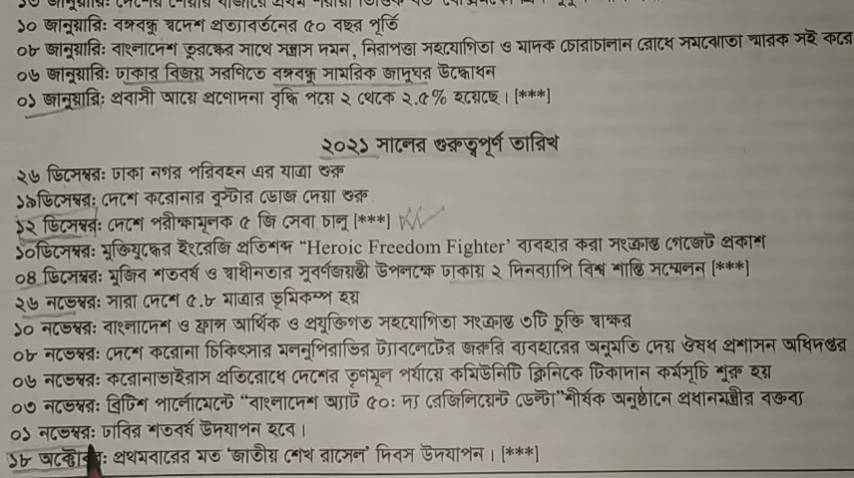 ১০ জানুয়ারি: বঙ্গবন্ধু স্বদেশ প্রত্যাবর্তনের ৫০ বছর পূর্তি
০৮ জানুয়ারি: বাংলাদেশ তুরস্কের সাথে সন্ত্রাস দমন, নিরাপত্তা সহযোগিতা ও মাদক চোরাচালান রোধে সমঝোতা স্মারক সই করে
০৬ জানুয়ারি: ঢাকার বিজয় সরণিতে বঙ্গবন্ধু সামরিক জাদুঘর উদ্বোধন
০১ জানুয়ারি: প্রবাসী আয়ে প্রণোদনা বৃদ্ধি পয়ে ২ থেকে ২.৫% হয়েছে। [***]
২০২১ সালের গুরুত্বপূর্ণ তারিখ
২৬ ডিসেম্বর: ঢাকা নগর পরিবহন এর যাত্রা শুরু
১৯ডিসেম্বর: দেশে করোনার বুস্টার ডোজ দেয়া শুরু
১২ ডিসেম্বর: দেশে পরীক্ষামূলক ৫ জি সেবা চালু [***]
১০ডিসেম্বর: মুক্তিযুদ্ধের ইংরেজি প্রতিশব্দ “Heroic Freedom Fighter’ ব্যবহার করা সংক্রান্ত গেজেট প্রকাশ
০৪ ডিসেম্বর: মুজিব শতবর্ষ ও স্বাধীনতার সুবর্ণজয়ন্তী উপলক্ষে ঢাকায় ২ দিনব্যাপি বিশ্ব শান্তি সম্মেলন [***]
২৬ নভেম্বর: সারা দেশে ৫.৮ মাত্রার ভূমিকম্প হয়
১০ নভেম্বর: বাংলাদেশ ও ফ্রান্স আর্থিক ও প্রযুক্তিগত সহযোগিতা সংক্রান্ত ৩টি চুক্তি স্বাক্ষর
০৮ নভেম্বর: দেশে করোনা চিকিৎসার মলনুপিরাভির ট্যাবলেটের জরুরি ব্যবহারের অনুমতি দেয় ঔষধ প্রশাসন অধিদপ্তর
০৬ নভেম্বর: করোনাভাইরাস প্রতিরোধে দেশের তৃণমূল পর্যায়ে কমিউনিটি ক্লিনিকে টিকাদান কর্মসূচি শুরু হয়
০৩ নভেম্বর: ব্রিটিশ পার্লামেন্টে “বাংলাদেশ অ্যাট ৫০: দ্য রেজিলিয়েন্ট ডেল্টা”শীর্ষক অনুষ্ঠানে প্রধানমন্ত্রীর বক্তব্য
০১ নভেম্বর: ঢাবির শতবর্ষ উদযাপন হবে।
১৮ প্রথমবারের মত ‘জাতীয় শেখ রাসেল’ দিবস উদযাপন। [***]